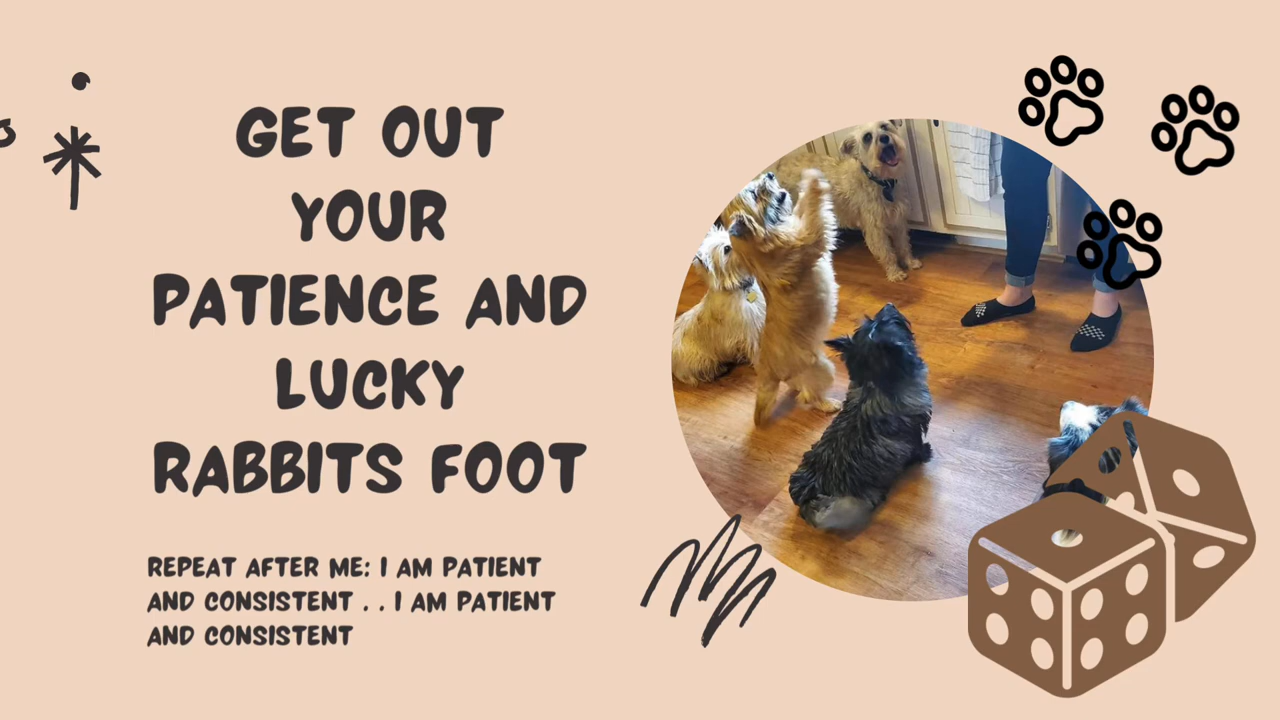 GET OUT
YOUR
PATIENCE AND
LUCKY
RABBITS FOOT
REPEAT AFTER ME: I AM PATIENT
AND CONSISTENT . . I AM PATIENT
AND CONSISTENT